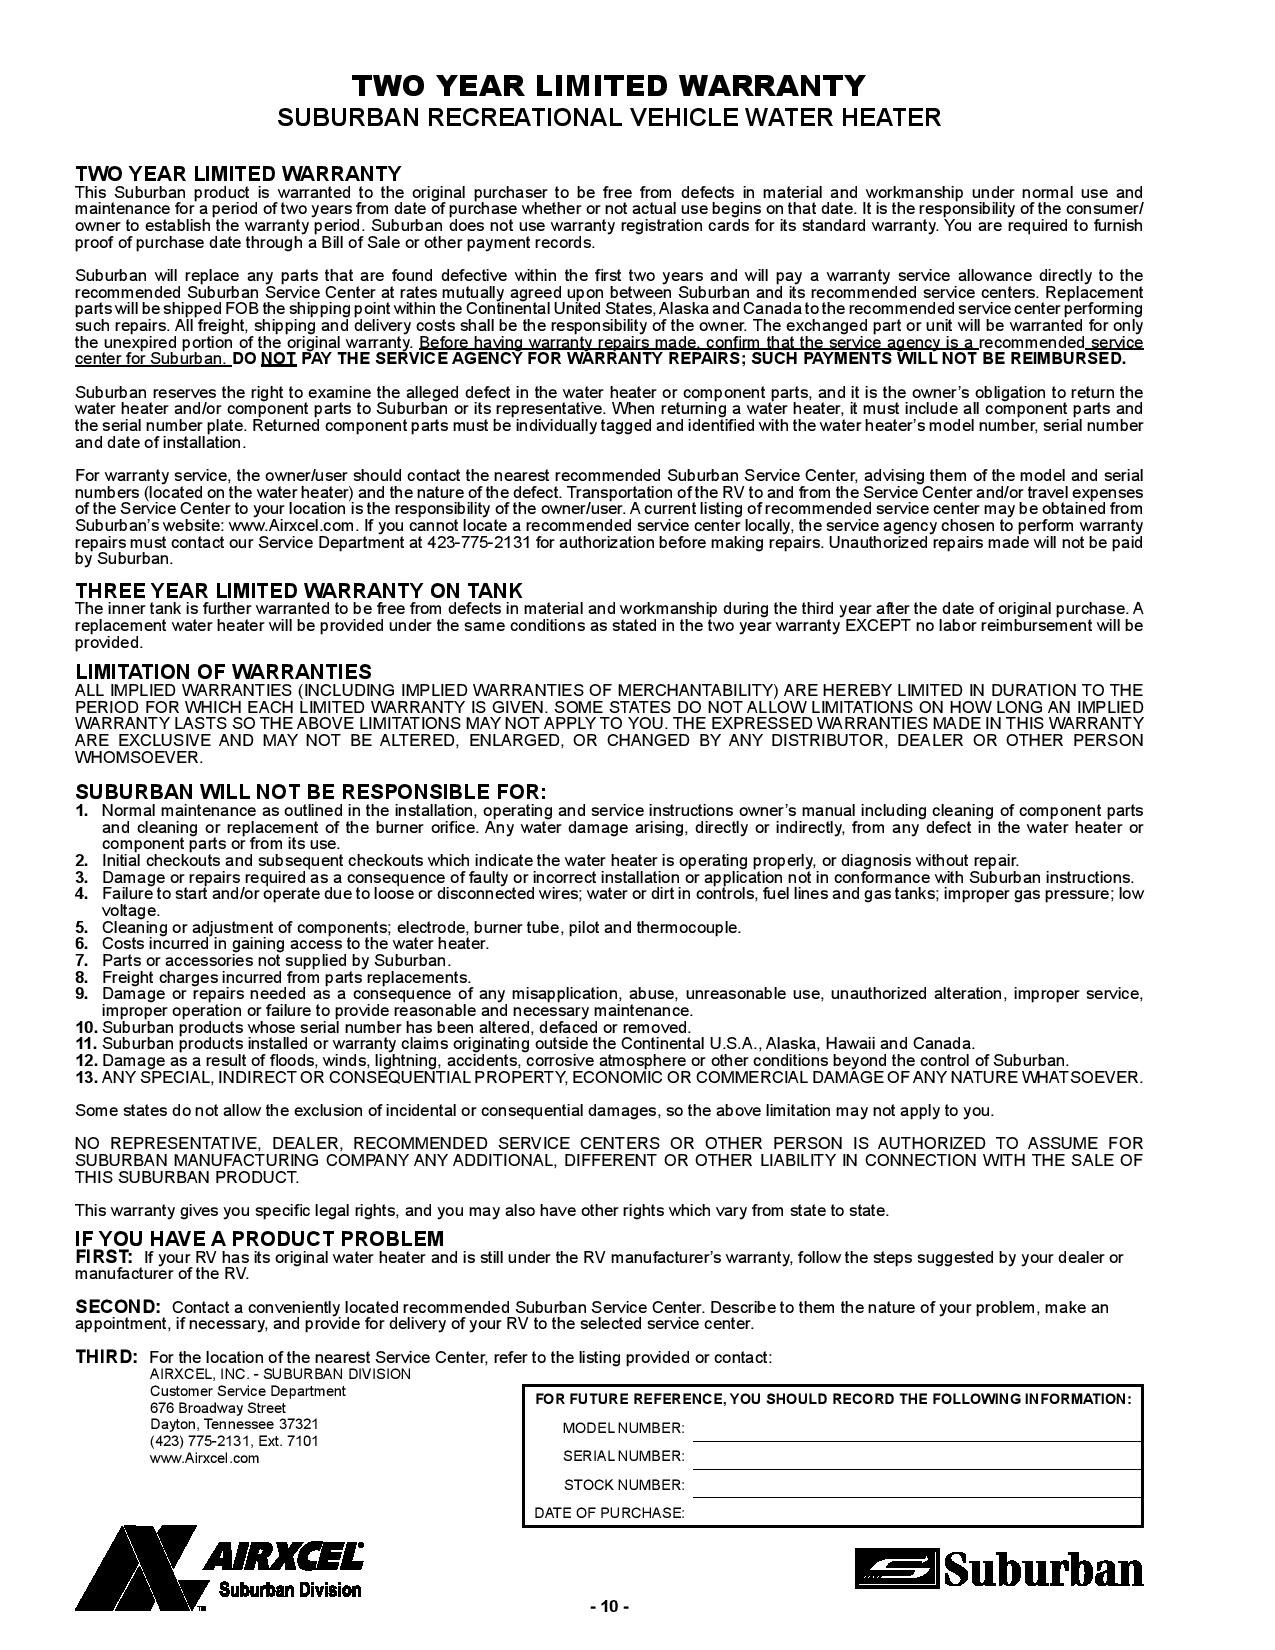 TWO YEAR LIMITED WARRANTY
SUBURBAN RECREATIONAL VEHICLE WATER HEATER
TWO YEAR LIMITED WARRANTY
This Suburban product is warranted to the original purchaser to be free from defects in material and workmanship under normal use and
maintenance for a period of two years from date of purchase whether or not actual use begins on that date. It is the responsibility of the consumer/
owner to establish the warranty period. Suburban does not use warranty registration cards for its standard warranty. You are required to furnish
proof of purchase date through a Bill of Sale or other payment records.
Suburban will replace any parts that are found defective within the first two years and will pay a warranty service allowance directly to the
recommended Suburban Service Center at rates mutually agreed upon between Suburban and its recommended service centers. Replacement
parts will be shipped FOB the shipping point within the Continental United States, Alaska and Canada to the recommended service center performing
such repairs. All freight, shipping and delivery costs shall be the responsibility of the owner. The exchanged part or unit will be warranted for only
the unexpired portion of the original warranty. Before having warranty repairs made, confirm that the service agency is a recommended service
center for Suburban. DO NOT PAY THE SERVICE AGENCY FOR WARRANTY REPAIRS; SUCH PAYMENTS WILL NOT BE REIMBURSED.
Suburban reserves the right to examine the alleged defect in the water heater or component parts, and it is the owner's obligation to return the
water heater and/or component parts to Suburban or its representative. When returning a water heater, it must include all component parts and
the serial number plate. Returned component parts must be individually tagged and identified with the water heater's model number, serial number
and date of installation.
For warranty service, the owner/user should contact the nearest recommended Suburban Service Center, advising them of the model and serial
numbers (located on the water heater) and the nature of the defect. Transportation of the RV to and from the Service Center and/or travel expenses
of the Service Center to your location is the responsibility of the owner/user. A current listing of recommended service center may be obtained from
Suburban's website: www.Airxcel.com. If you cannot locate a recommended service center locally, the service agency chosen to perform warranty
repairs must contact our Service Department at 423-775-2131 for authorization before making repairs. Unauthorized repairs made will not be paid
by Suburban.
THREE YEAR LIMITED WARRANTY ON TANK
The inner tank is further warranted to be free from defects in material and workmanship during the third year after the date of original purchase. A
replacement water heater will be provided under the same conditions as stated in the two year warranty EXCEPT no labor reimbursement will be
provided.
LIMITATION OF WARRANTIES
ALL IMPLIED WARRANTIES (INCLUDING IMPLIED WARRANTIES OF MERCHANTABILITY) ARE HEREBY LIMITED IN DURATION TO THE
PERIOD FOR WHICH EACH LIMITED WARRANTY IS GIVEN. SOME STATES DO NOT ALLOW LIMITATIONS ON HOW LONG AN IMPLIED
WARRANTY LASTS SO THE ABOVE LIMITATIONS MAY NOT APPLY TO YOU. THE EXPRESSED WARRANTIES MADE IN THIS WARRANTY
ARE EXCLUSIVE AND MAY NOT BE ALTERED, ENLARGED, OR CHANGED BY ANY DISTRIBUTOR, DEALER OR OTHER PERSON
WHOMSOEVER.
SUBURBAN WILL NOT BE RESPONSIBLE FOR:
1. Normal maintenance as outlined in the installation, operating and service instructions owner's manual including cleaning of component parts
and cleaning or replacement of the burner orifice. Any water damage arising, directly or indirectly, from any defect in the water heater or
component parts or from its use.
2. Initial checkouts and subsequent checkouts which indicate the water heater is operating properly, or diagnosis without repair.
3. Damage or repairs required as a consequence of faulty or incorrect installation or application not in conformance with Suburban instructions.
4. Failure to start and/or operate due to loose or disconnected wires; water or dirt in controls, fuel lines and gas tanks; improper gas pressure; low
voltage.
5. Cleaning or adjustment of components; electrode, burner tube, pilot and thermocouple.
6. Costs incurred in gaining access to the water heater.
7. Parts or accessories not supplied by Suburban.
8. Freight charges incurred from parts replacements.
9. Damage or repairs needed as a consequence of any misapplication, abuse, unreasonable use, unauthorized alteration, improper service,
improper operation or failure to provide reasonable and necessary maintenance.
10. Suburban products whose serial number has been altered, defaced or removed.
11. Suburban products installed or warranty claims originating outside the Continental U.S.A., Alaska, Hawaii and Canada.
12. Damage as a result of floods, winds, lightning, accidents, corrosive atmosphere or other conditions beyond the control of Suburban.
13. ANY SPECIAL, INDIRECT OR CONSEQUENTIAL PROPERTY, ECONOMIC OR COMMERCIAL DAMAGE OF ANY NATURE WHATSOEVER.
Some states do not allow the exclusion of incidental or consequential damages, so the above limitation may not apply to you.
NO REPRESENTATIVE, DEALER, RECOMMENDED SERVICE CENTERS OR OTHER PERSON IS AUTHORIZED TO ASSUME FOR
SUBURBAN MANUFACTURING COMPANY ANY ADDITIONAL, DIFFERENT OR OTHER LIABILITY IN CONNECTION WITH THE SALE OF
THIS SUBURBAN PRODUCT.
This warranty gives you specific legal rights, and you may also have other rights which vary from state to state.
IF YOU HAVE A PRODUCT PROBLEM
FIRST: If your RV has its original water heater and is still under the RV manufacturer's warranty, follow the steps suggested by your dealer or
manufacturer of the RV.
SECOND: Contact a conveniently located recommended Suburban Service Center. Describe to them the nature of your problem, make an
appointment, if necessary, and provide for delivery of your RV to the selected service center.
THIRD: For the location of the nearest Service Center, refer to the listing provided or contact:
AIRXCEL, INC. - SUBURBAN DIVISION
Customer Service Department
676 Broadway Street
Dayton, Tennessee 37321
(423) 775-2131, Ext. 7101
www.Airxcel.com
FOR FUTURE REFERENCE, YOU SHOULD RECORD THE FOLLOWING INFORMATION:
MODEL NUMBER:
SERIAL NUMBER:
STOCK NUMBER:
DATE OF PURCHASE:
AIRXCEL®
Suburban Division
™
Suburban
- 10 -